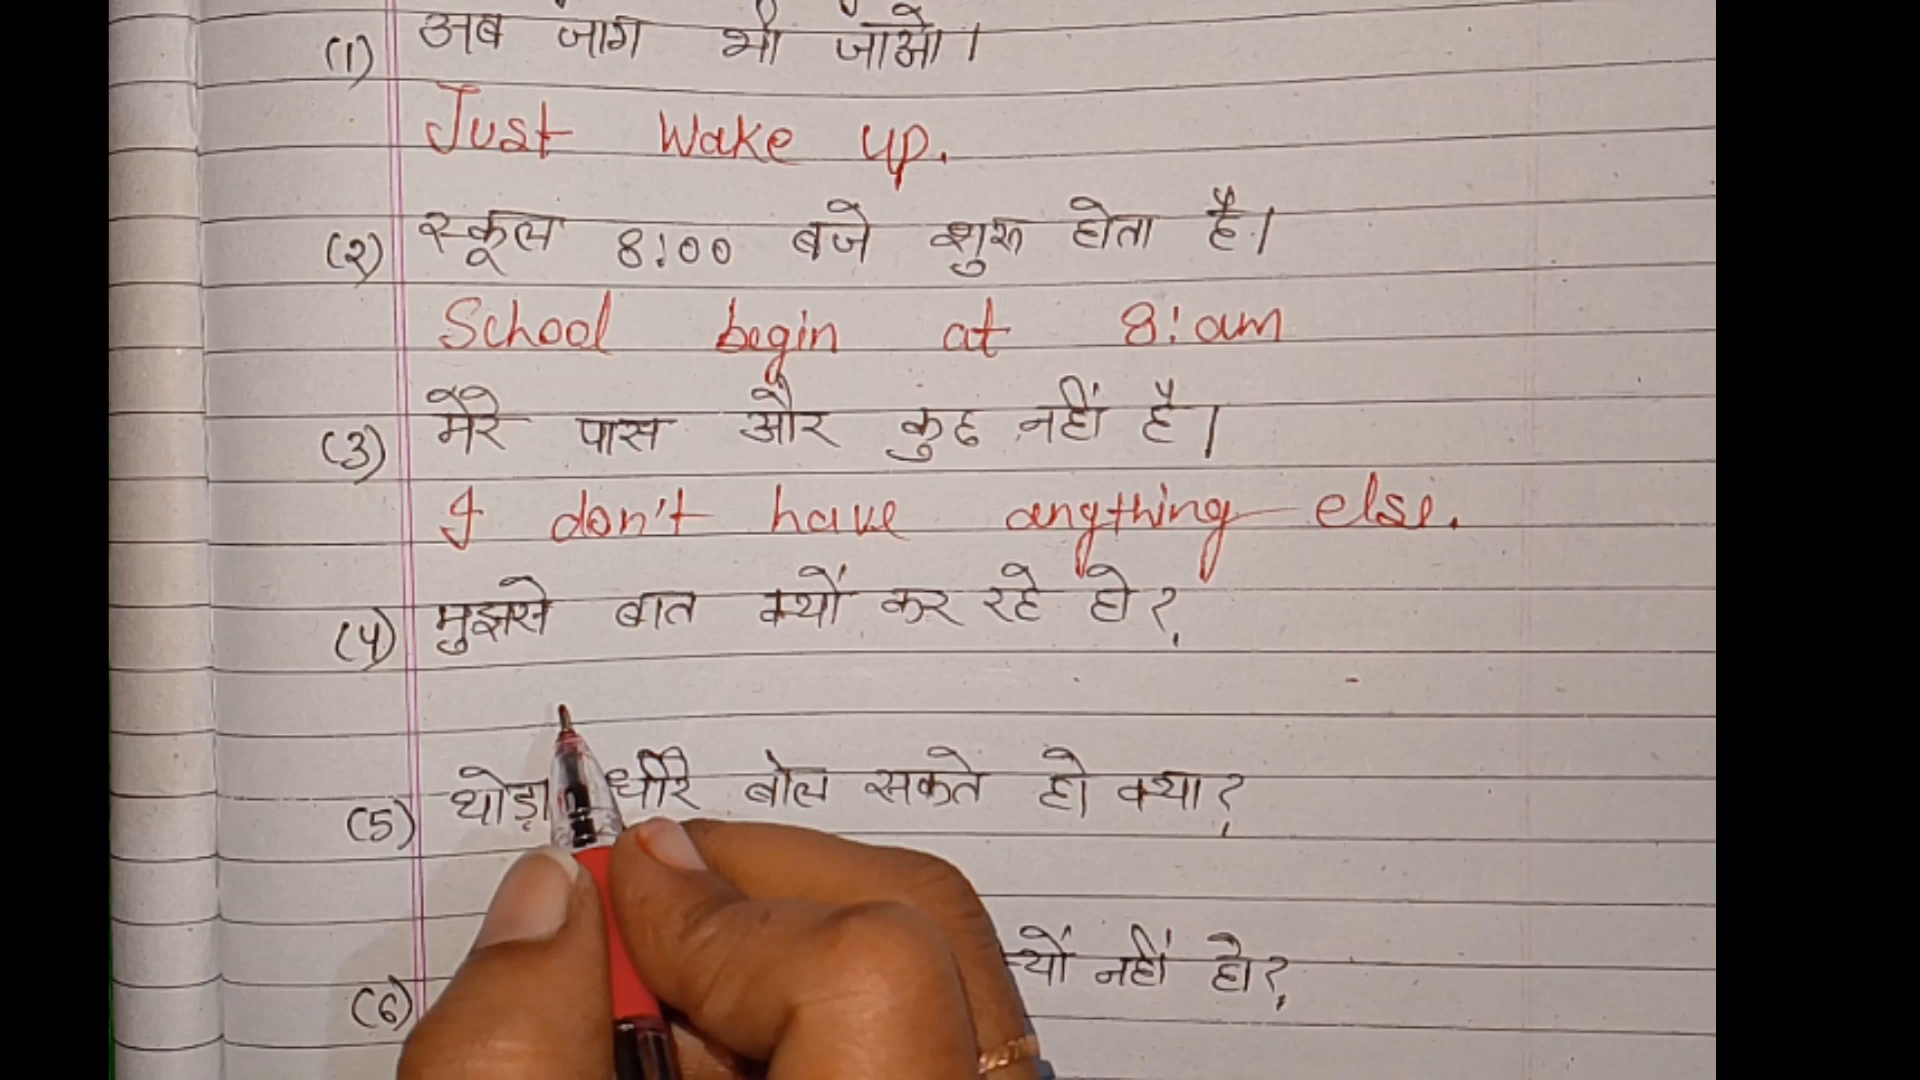 (1) अब जाग भी जाओ।
Just Wake up.
(२) स्कूल 8:00 बजे शुरू होता है।
School begin at 8:am
(3) मेरे पास और कुछ नहीं है।
I don't have anything else.
(4) मुझसे बात क्यों कर रहे हो?
(5) थोड़ा धीरे बोल सकते हो क्या?
(6) नहीं हो?